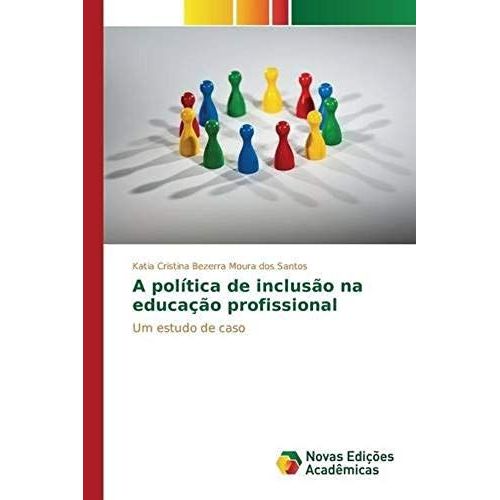 Katia Cristina Bezerra Moura dos Santos
A política de inclusão na
educação profissional
Um estudo de caso
Novas Edições
Acadêmicas